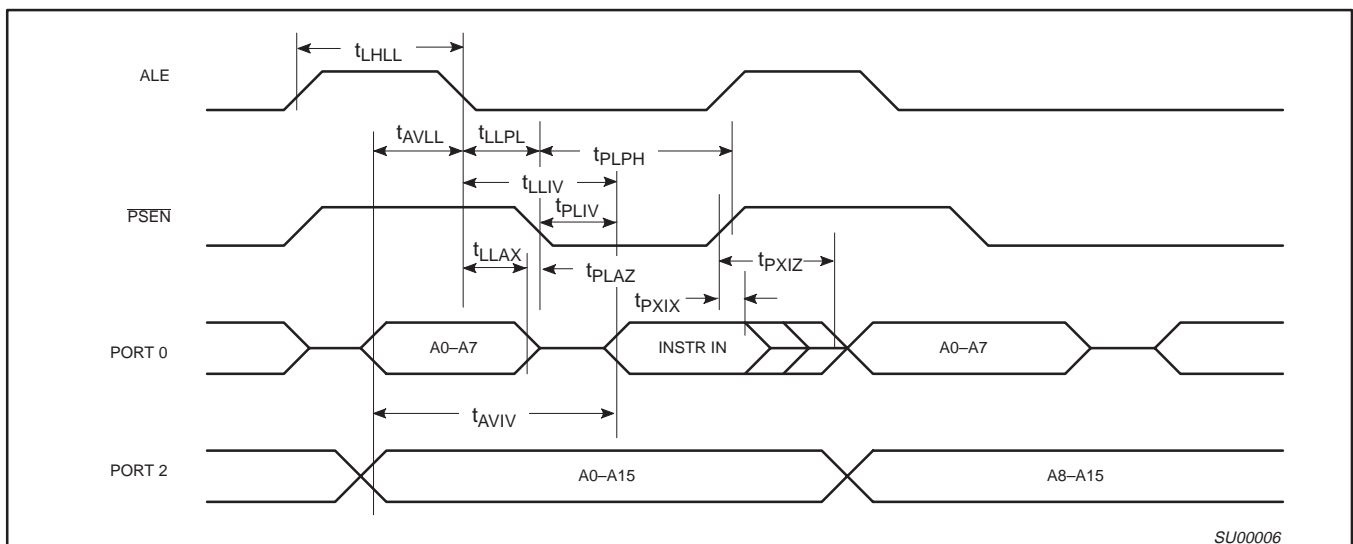 tLHLL
ALE
tAVLL tLLPL tPLPH
tLLIV
PSEN tPLIV
tLLAX tPLAZ tPXIZ
tPXIX
PORT 0 A0–A7 INSTR IN A0–A7
tAVIV
PORT 2 A0–A15 A8–A15
SU00006